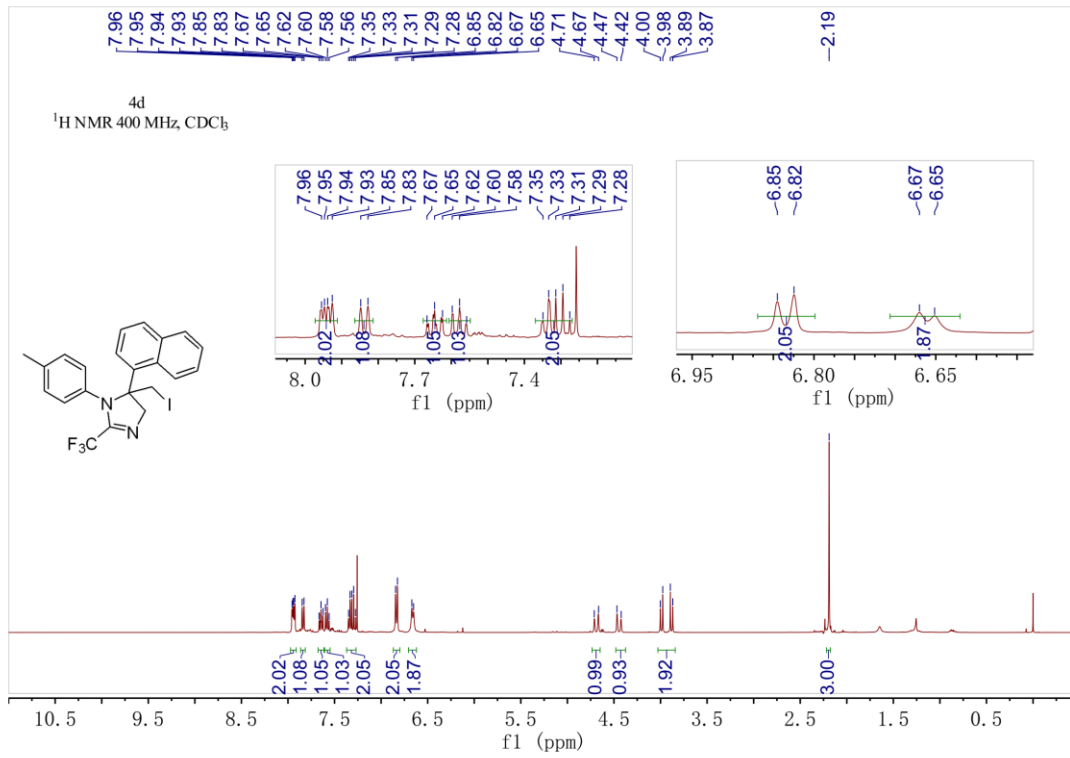 7.96 7.95 7.94 7.93 7.85 7.83 7.67 7.65 7.62 7.60 7.58 7.56 7.35 7.33 7.31 7.29 7.28 6.85 6.82 6.67 6.65 4.71 4.67 4.47 4.42 4.00 3.98 3.89 3.87 2.19
4d
¹H NMR 400 MHz, CDCl₃
7.96 7.95 7.94 7.93 7.85 7.83 7.67 7.65 7.62 7.60 7.58 7.35 7.33 7.31 7.29 7.28
2.02 1.08 1.05 1.03 2.05
8.0 7.7 7.4
f1 (ppm)
6.85 6.82 6.67 6.65
2.05 1.87
6.95 6.80 6.65
f1 (ppm)
N
I
F₃C
N
2.02 1.08 1.05 1.03 2.05 2.05 1.87 0.99 0.93 1.92 3.00
10.5 9.5 8.5 7.5 6.5 5.5 4.5 3.5 2.5 1.5 0.5
f1 (ppm)